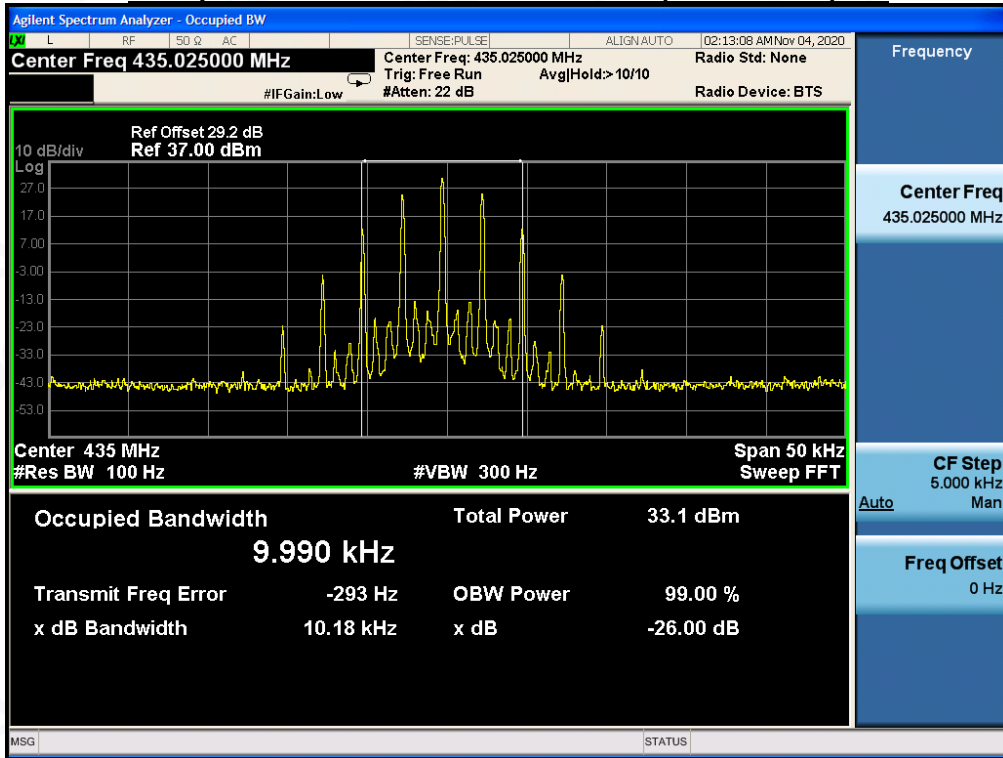 Agilent Spectrum Analyzer - Occupied BW
LXI L RF 50 Ω AC SENSE:PULSE ALIGN AUTO 02:13:08 AM Nov 04, 2020
Center Freq 435.025000 MHz
Center Freq: 435.025000 MHz
Radio Std: None
Trig: Free Run Avg|Hold:> 10/10
#IFGain:Low #Atten: 22 dB Radio Device: BTS
Ref Offset 29.2 dB
10 dB/div Ref 37.00 dBm
Log
27.0
17.0
7.00
-3.00
-13.0
-23.0
-33.0
-43.0
-53.0
Center 435 MHz Span 50 kHz
#Res BW 100 Hz #VBW 300 Hz Sweep FFT
Occupied Bandwidth Total Power 33.1 dBm
9.990 kHz
Transmit Freq Error -293 Hz OBW Power 99.00 %
x dB Bandwidth 10.18 kHz x dB -26.00 dB
MSG STATUS
Frequency
Center Freq
435.025000 MHz
CF Step
5.000 kHz
Auto Man
Freq Offset
0 Hz